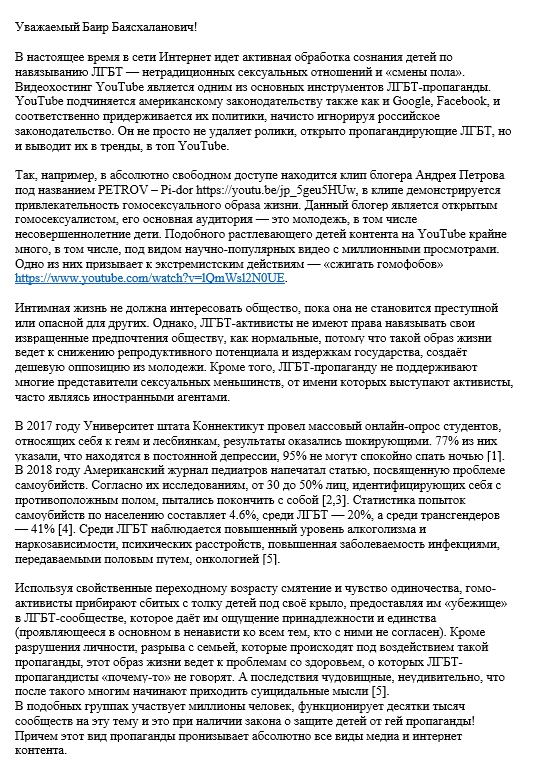 Уважаемый Баир Баясхаланович!
В настоящее время в сети Интернет идет активная обработка сознания детей по
навязыванию ЛГБТ — нетрадиционных сексуальных отношений и «смены пола».
Видеохостинг YouTube является одним из основных инструментов ЛГБТ-пропаганды.
YouTube подчиняется американскому законодательству также как и Google, Facebook, и
соответственно придерживается их политики, начисто игнорируя российское
законодательство. Он не просто не удаляет ролики, открыто пропагандирующие ЛГБТ, но
и выводит их в тренды, в топ YouTube.
Так, например, в абсолютно свободном доступе находится клип блогера Андрея Петрова
под названием PETROV – Pi-dor https://youtu.be/jp_5geu5HUw, в клипе демонстрируется
привлекательность гомосексуального образа жизни. Данный блогер является открытым
гомосексуалистом, его основная аудитория — это молодежь, в том числе
несовершеннолетние дети. Подобного растлевающего детей контента на YouTube крайне
много, в том числе, под видом научно-популярных видео с миллионными просмотрами.
Одно из них призывает к экстремистским действиям — «сжигать гомофобов»
https://www.youtube.com/watch?v=lQmWsl2N0UE.
Интимная жизнь не должна интересовать общество, пока она не становится преступной
или опасной для других. Однако, ЛГБТ-активисты не имеют права навязывать свои
извращенные предпочтения обществу, как нормальные, потому что такой образ жизни
ведет к снижению репродуктивного потенциала и издержкам государства, создаёт
дешевую оппозицию из молодежи. Кроме того, ЛГБТ-пропаганду не поддерживают
многие представители сексуальных меньшинств, от имени которых выступают активисты,
часто являясь иностранными агентами.
В 2017 году Университет штата Коннектикут провел массовый онлайн-опрос студентов,
относящих себя к геям и лесбиянкам, результаты оказались шокирующими. 77% из них
указали, что находятся в постоянной депрессии, 95% не могут спокойно спать ночью [1].
В 2018 году Американский журнал педиатров напечатал статью, посвященную проблеме
самоубийств. Согласно их исследованиям, от 30 до 50% лиц, идентифицирующих себя с
противоположным полом, пытались покончить с собой [2,3]. Статистика попыток
самоубийств по населению составляет 4.6%, среди ЛГБТ — 20%, а среди трансгендеров
— 41% [4]. Среди ЛГБТ наблюдается повышенный уровень алкоголизма и
наркозависимости, психических расстройств, повышенная заболеваемость инфекциями,
передаваемыми половым путем, онкологией [5].
Используя свойственные переходному возрасту смятение и чувство одиночества, гомо-
активисты прибирают сбитых с толку детей под своё крыло, предоставляя им «убежище»
в ЛГБТ-сообществе, которое даёт им ощущение принадлежности и единства
(проявляющееся в основном в ненависти ко всем тем, кто с ними не согласен). Кроме
разрушения личности, разрыва с семьей, которые происходят под воздействием такой
пропаганды, этот образ жизни ведет к проблемам со здоровьем, о которых ЛГБТ-
пропагандисты «почему-то» не говорят. А последствия чудовищные, неудивительно, что
после такого многим начинают приходить суицидальные мысли [5].
В подобных группах участвует миллионы человек, функционирует десятки тысяч
сообществ на эту тему и это при наличии закона о защите детей от гей пропаганды!
Причем этот вид пропаганды пронизывает абсолютно все виды медиа и интернет
контента.